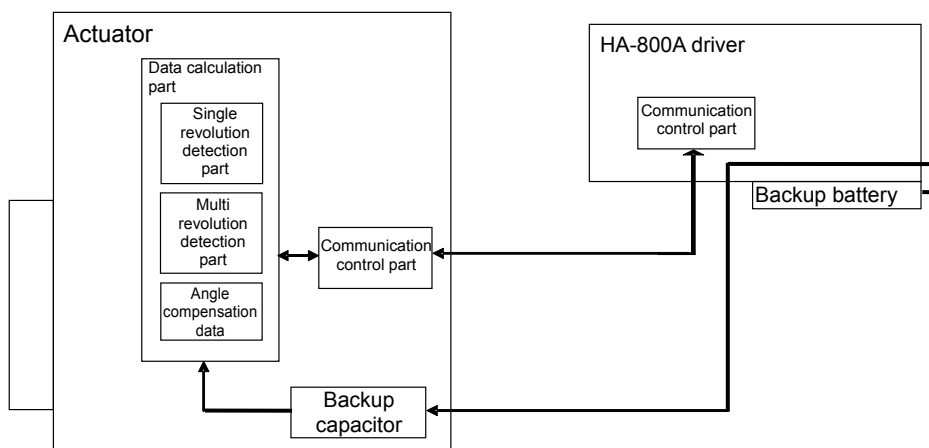 Actuator
Data calculation
part
Single
revolution
detection
part
Multi
revolution
detection
part
Angle
compensation
data
Communication
control part
Backup
capacitor
HA-800A driver
Communication
control part
Backup battery